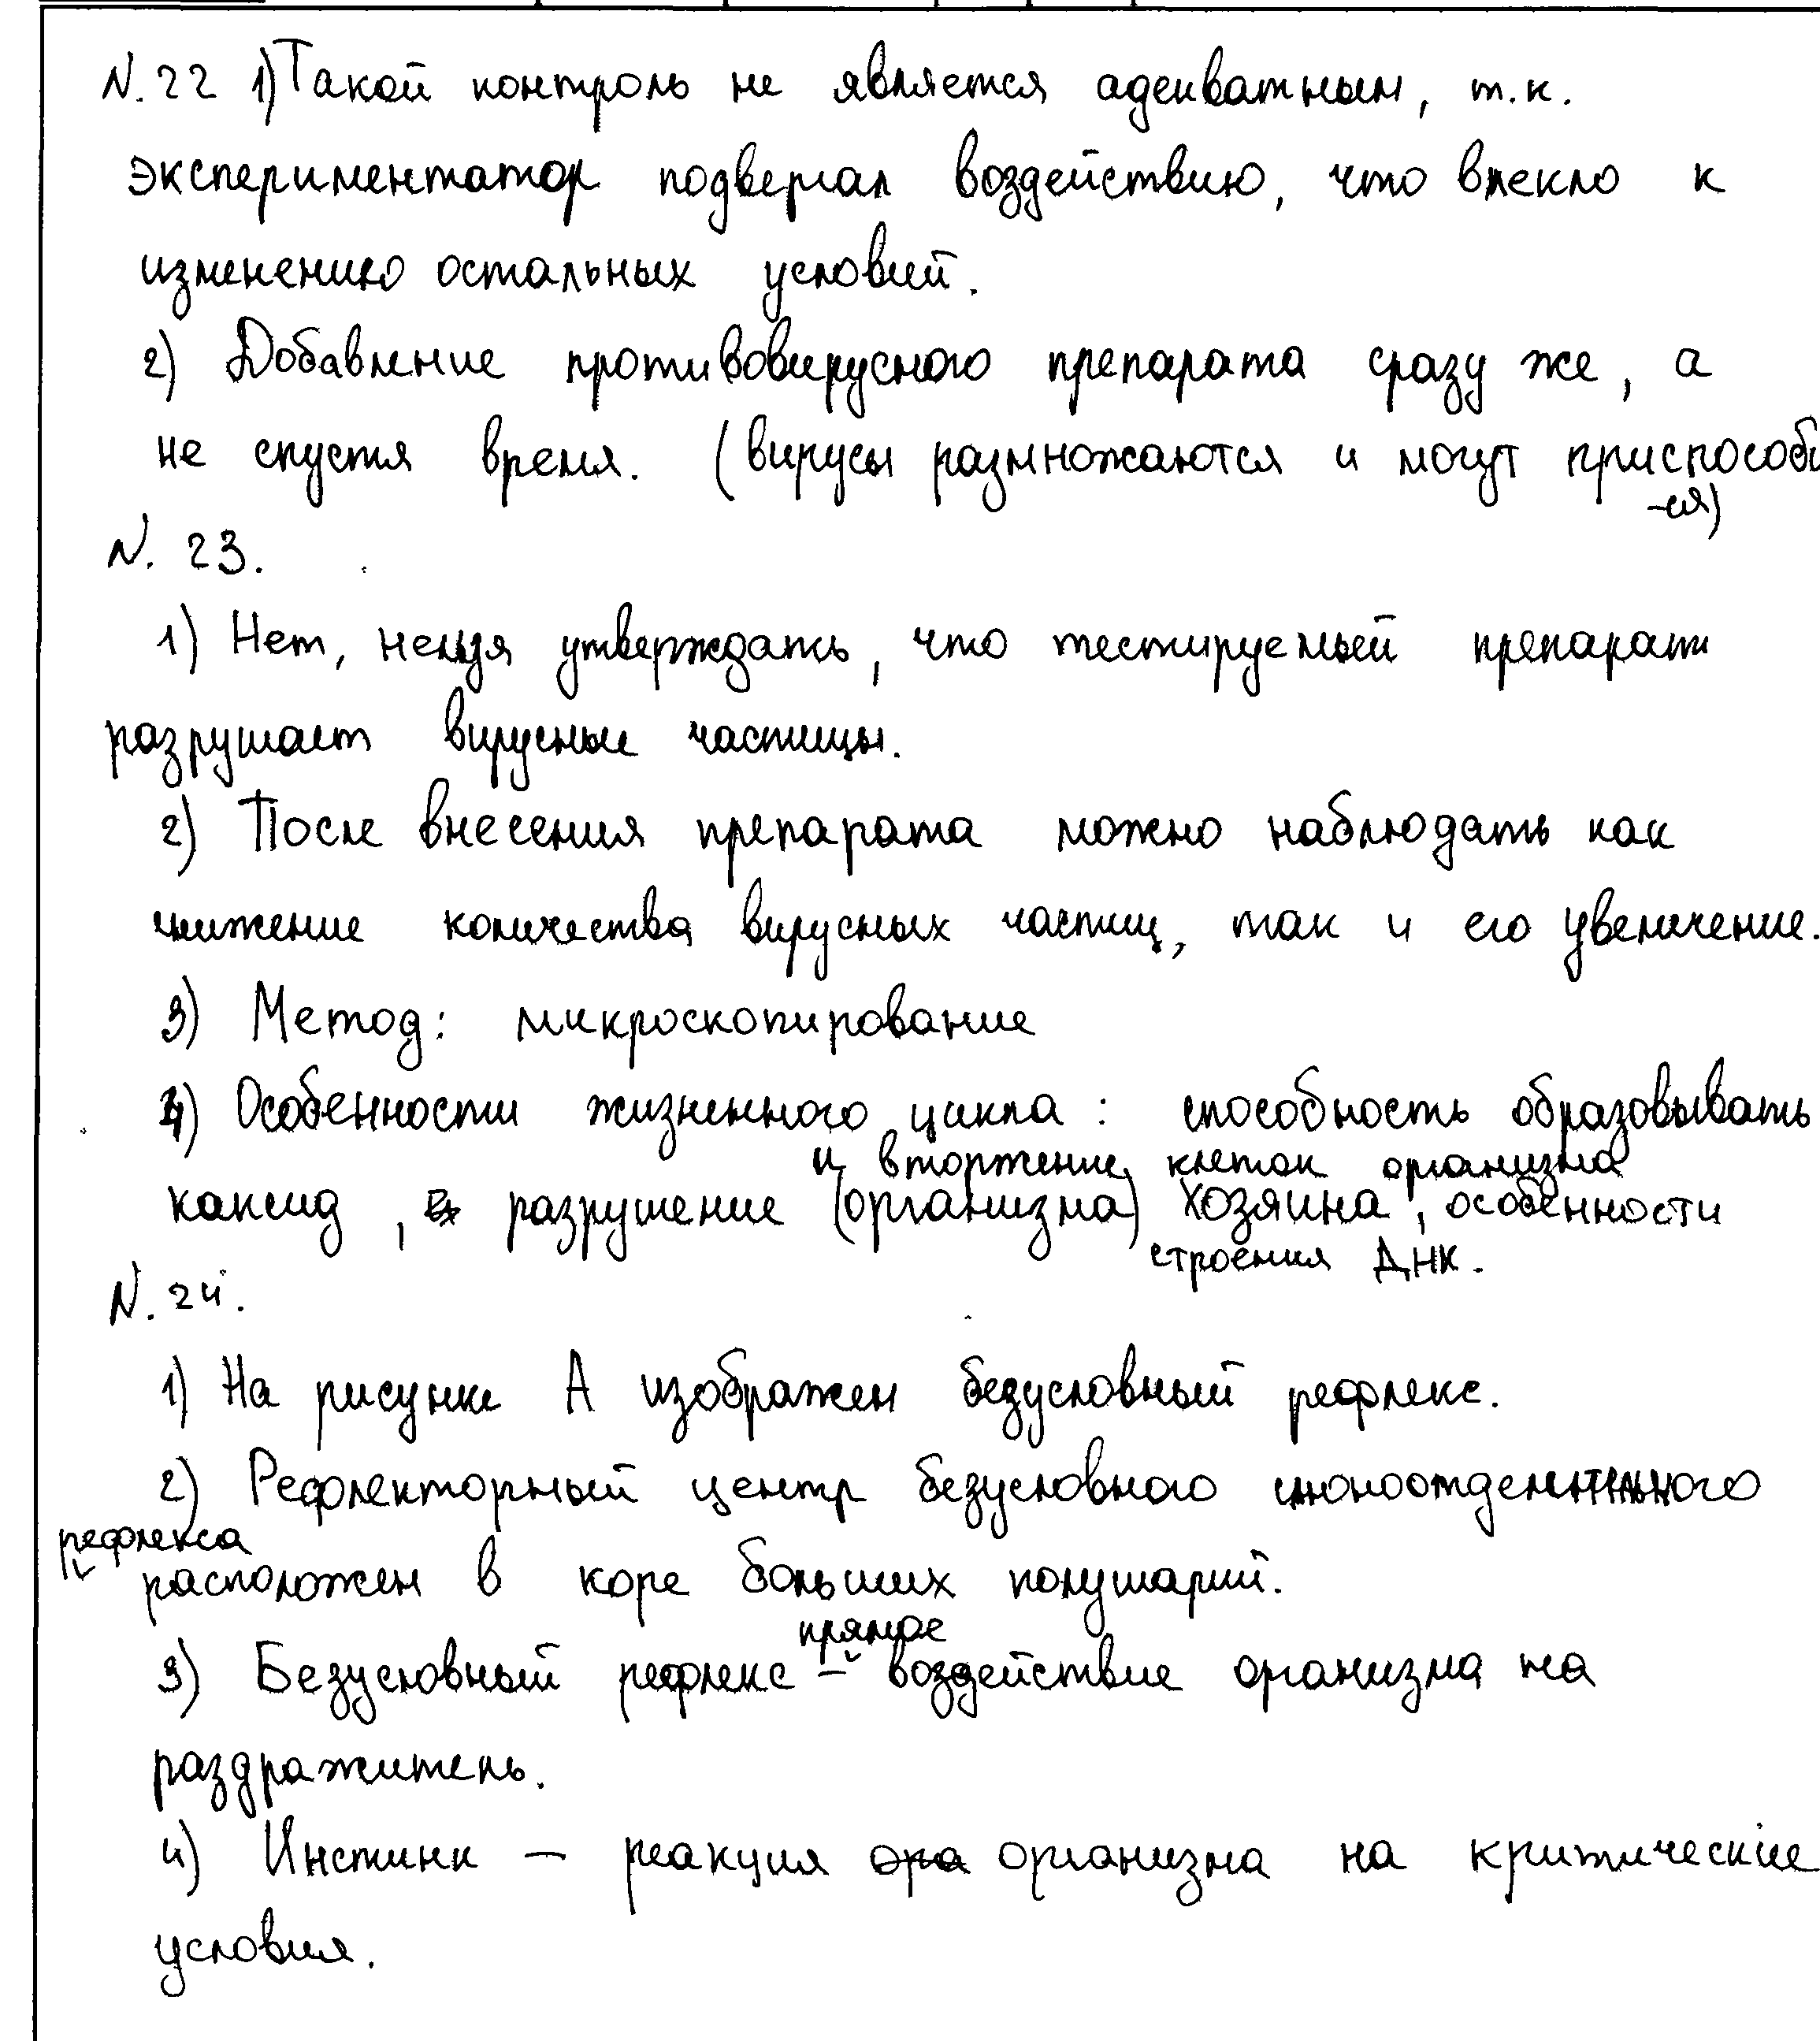 N. 22 1) Такой контроль не является адекватным, т.к.
экспериментатор подвергал воздействию, что влекло к
изменению остальных условий.
2) Добавление противовирусного препарата сразу же, а
не спустя время. (вирусы размножаются и могут приспособи
-ся)
N. 23.
1) Нет, нельзя утверждать, что тестируемый препарат
разрушает вирусные частицы.
2) После внесения препарата можно наблюдать как
снижение количества вирусных частиц, так и его увеличение.
3) Метод: микроскопирование
4) Особенности жизненного цикла: способность образовывать
и вторжение клеток организма
капсид, разрушение (организма) хозяина, особенности
строения ДНК.
N. 24.
1) На рисунке А изображен безусловный рефлекс.
2) Рефлекторный центр безусловного слюноотделительного
рефлекса
расположен в коре больших полушарий.
прямое
3) Безусловный рефлекс - воздействие организма на
раздражитель.
4) Инстинк - реакция ора организма на критические
условия.